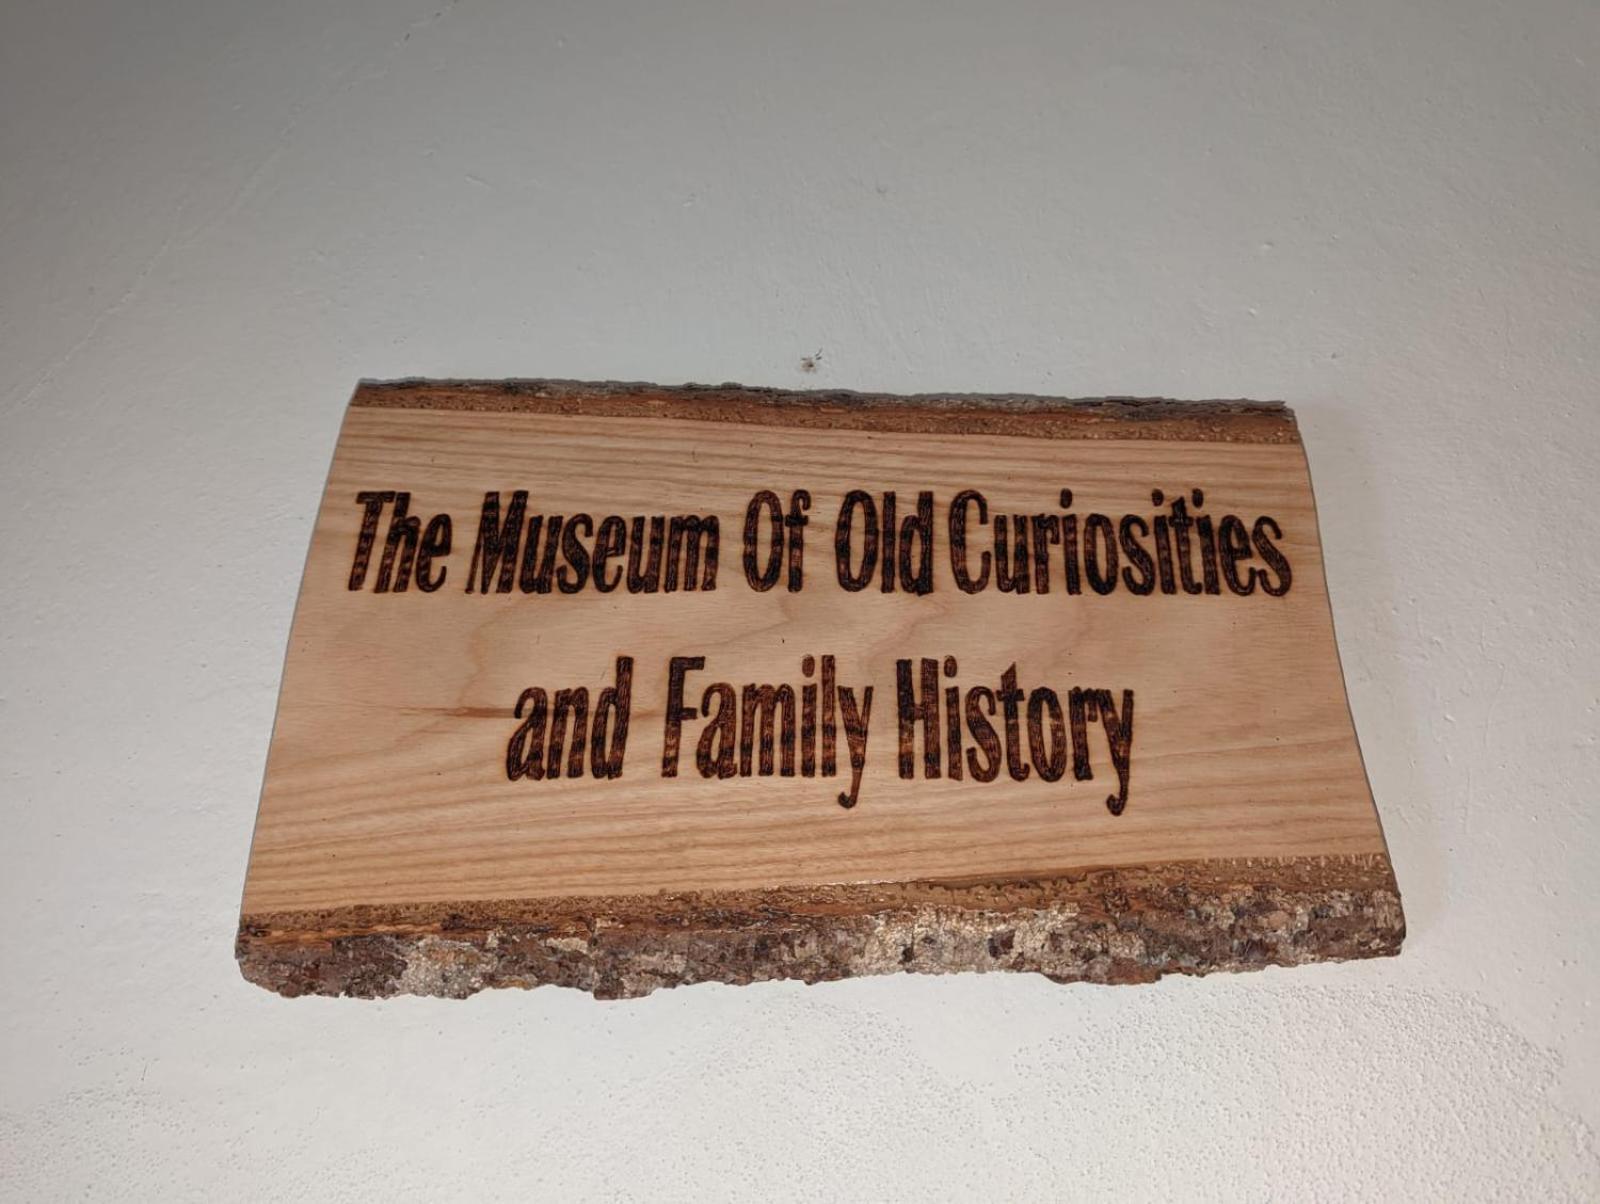 The Museum Of Old Curiosities
and Family History